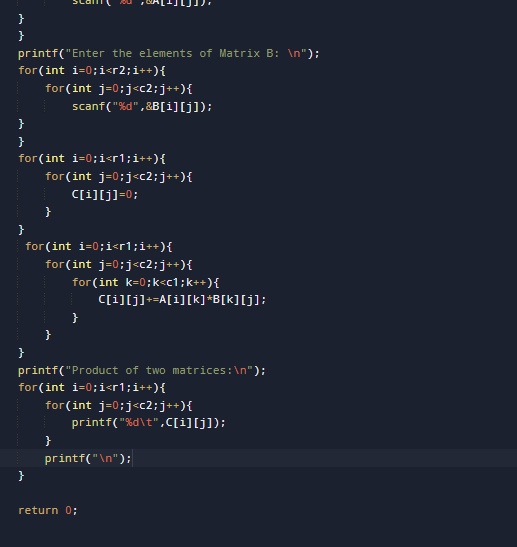 scanf("%d",&A[i][j]);
}
}
printf("Enter the elements of Matrix B: \n");
for(int i=0;i<r2;i++){
for(int j=0;j<c2;j++){
scanf("%d",&B[i][j]);
}
}
for(int i=0;i<r1;i++){
for(int j=0;j<c2;j++){
C[i][j]=0;
}
}
for(int i=0;i<r1;i++){
for(int j=0;j<c2;j++){
for(int k=0;k<c1;k++){
C[i][j]+=A[i][k]*B[k][j];
}
}
}
printf("Product of two matrices:\n");
for(int i=0;i<r1;i++){
for(int j=0;j<c2;j++){
printf("%d\t",C[i][j]);
}
printf("\n");
}
return 0;